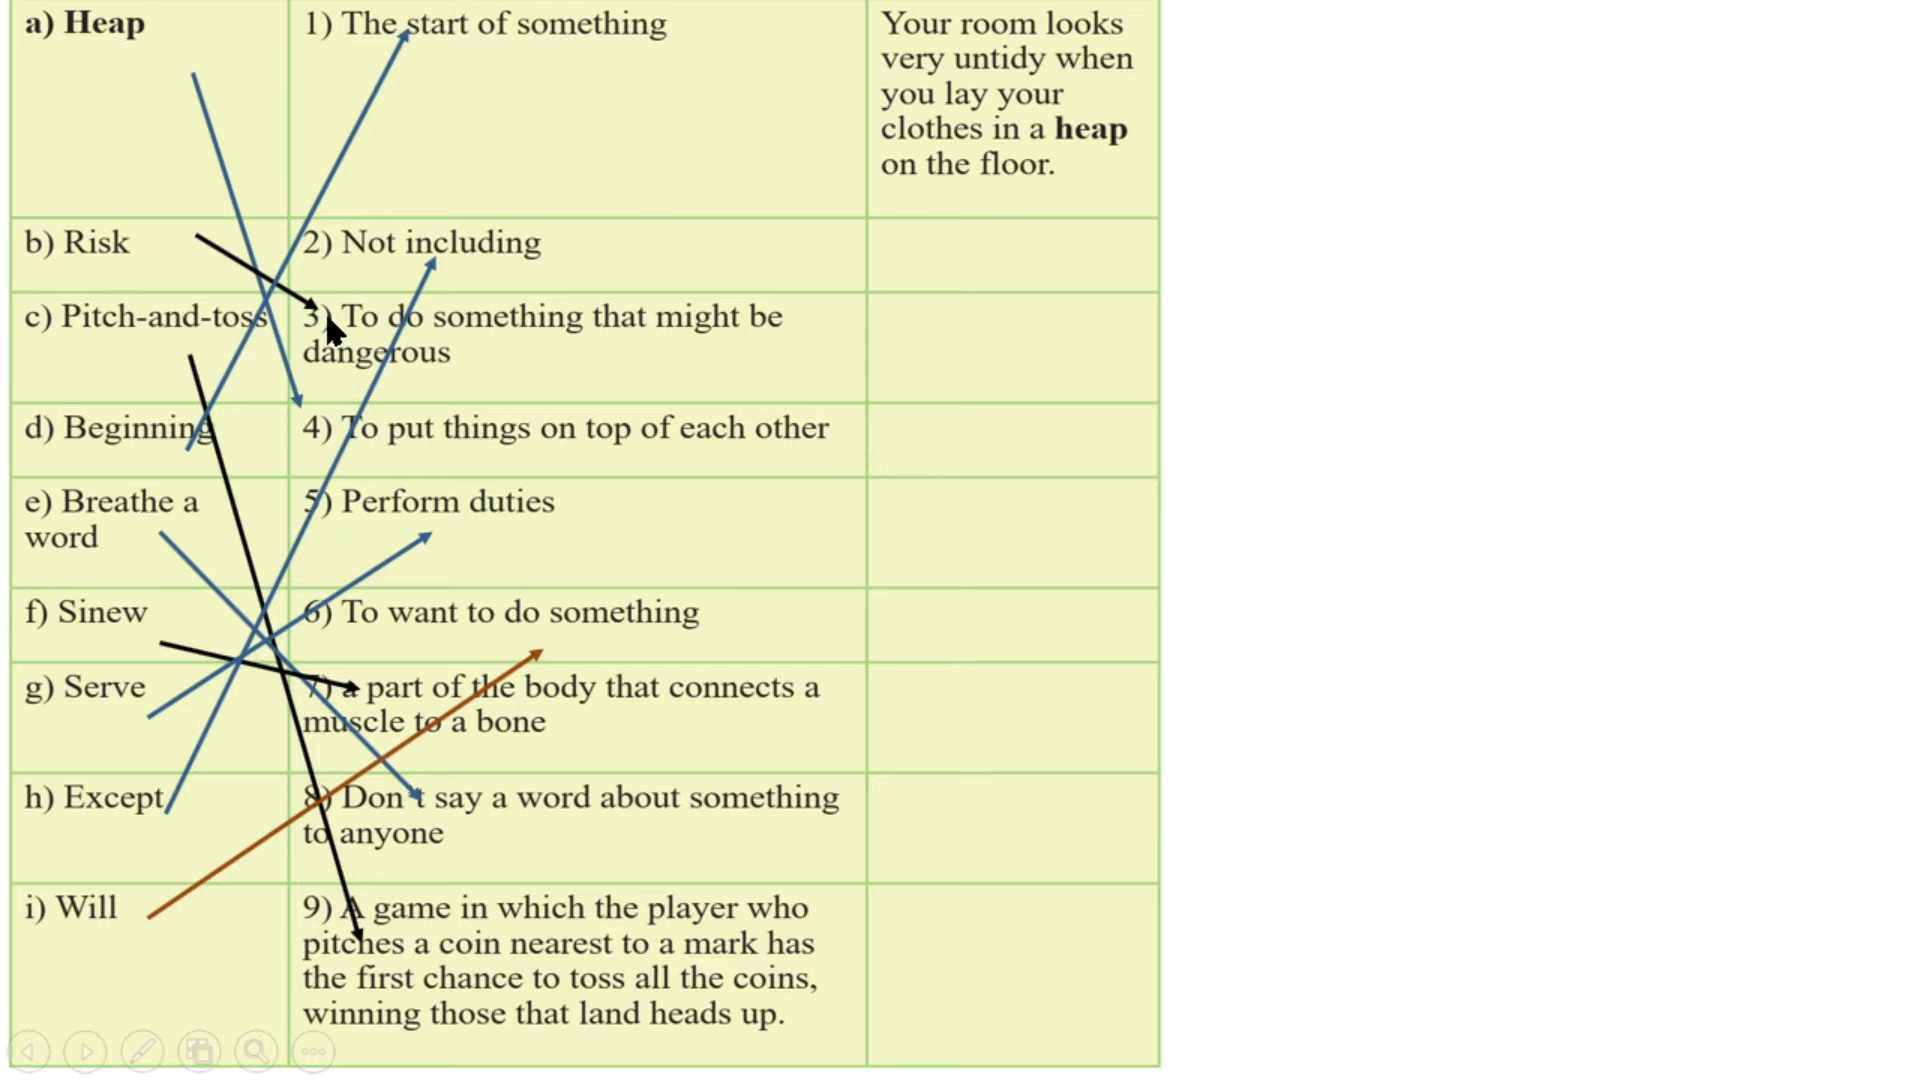 a) Heap
1) The start of something
Your room looks
very untidy when
you lay your
clothes in a heap
on the floor.
b) Risk
2) Not including
c) Pitch-and-toss
3) To do something that might be
dangerous
d) Beginning
4) To put things on top of each other
e) Breathe a
word
5) Perform duties
f) Sinew
6) To want to do something
g) Serve
7) a part of the body that connects a
muscle to a bone
h) Except
8) Don't say a word about something
to anyone
i) Will
9) A game in which the player who
pitches a coin nearest to a mark has
the first chance to toss all the coins,
winning those that land heads up.